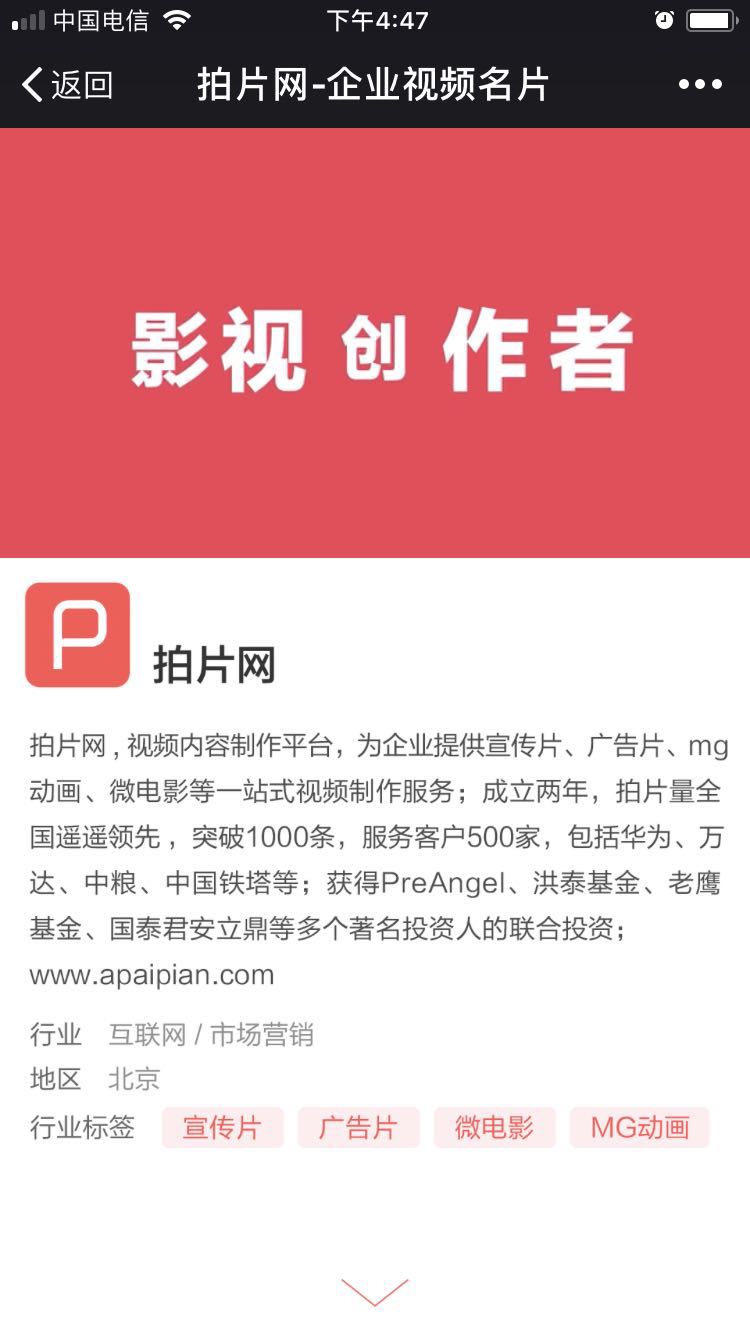 中国电信 下午4:47
返回 拍片网-企业视频名片
影视创作者
P
拍片网
拍片网，视频内容制作平台，为企业提供宣传片、广告片、mg
动画、微电影等一站式视频制作服务；成立两年，拍片量全
国遥遥领先，突破1000条，服务客户500家，包括华为、万
达、中粮、中国铁塔等；获得PreAngel、洪泰基金、老鹰
基金、国泰君安立鼎等多个著名投资人的联合投资；
www.apaipian.com
行业 互联网 / 市场营销
地区 北京
行业标签 宣传片 广告片 微电影 MG动画